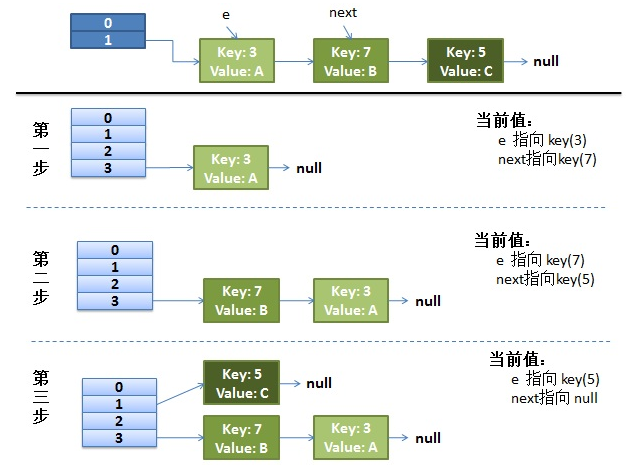 e
next
0
1
Key: 3
Value: A
Key: 7
Value: B
Key: 5
Value: C
null
第一步
0
1
2
3
Key: 3
Value: A
null
当前值：
e 指向 key(3)
next指向key(7)
第二步
0
1
2
3
Key: 7
Value: B
Key: 3
Value: A
null
当前值：
e 指向 key(7)
next指向key(5)
第三步
0
1
2
3
Key: 5
Value: C
null
Key: 7
Value: B
Key: 3
Value: A
null
当前值：
e 指向 key(5)
next指向 null